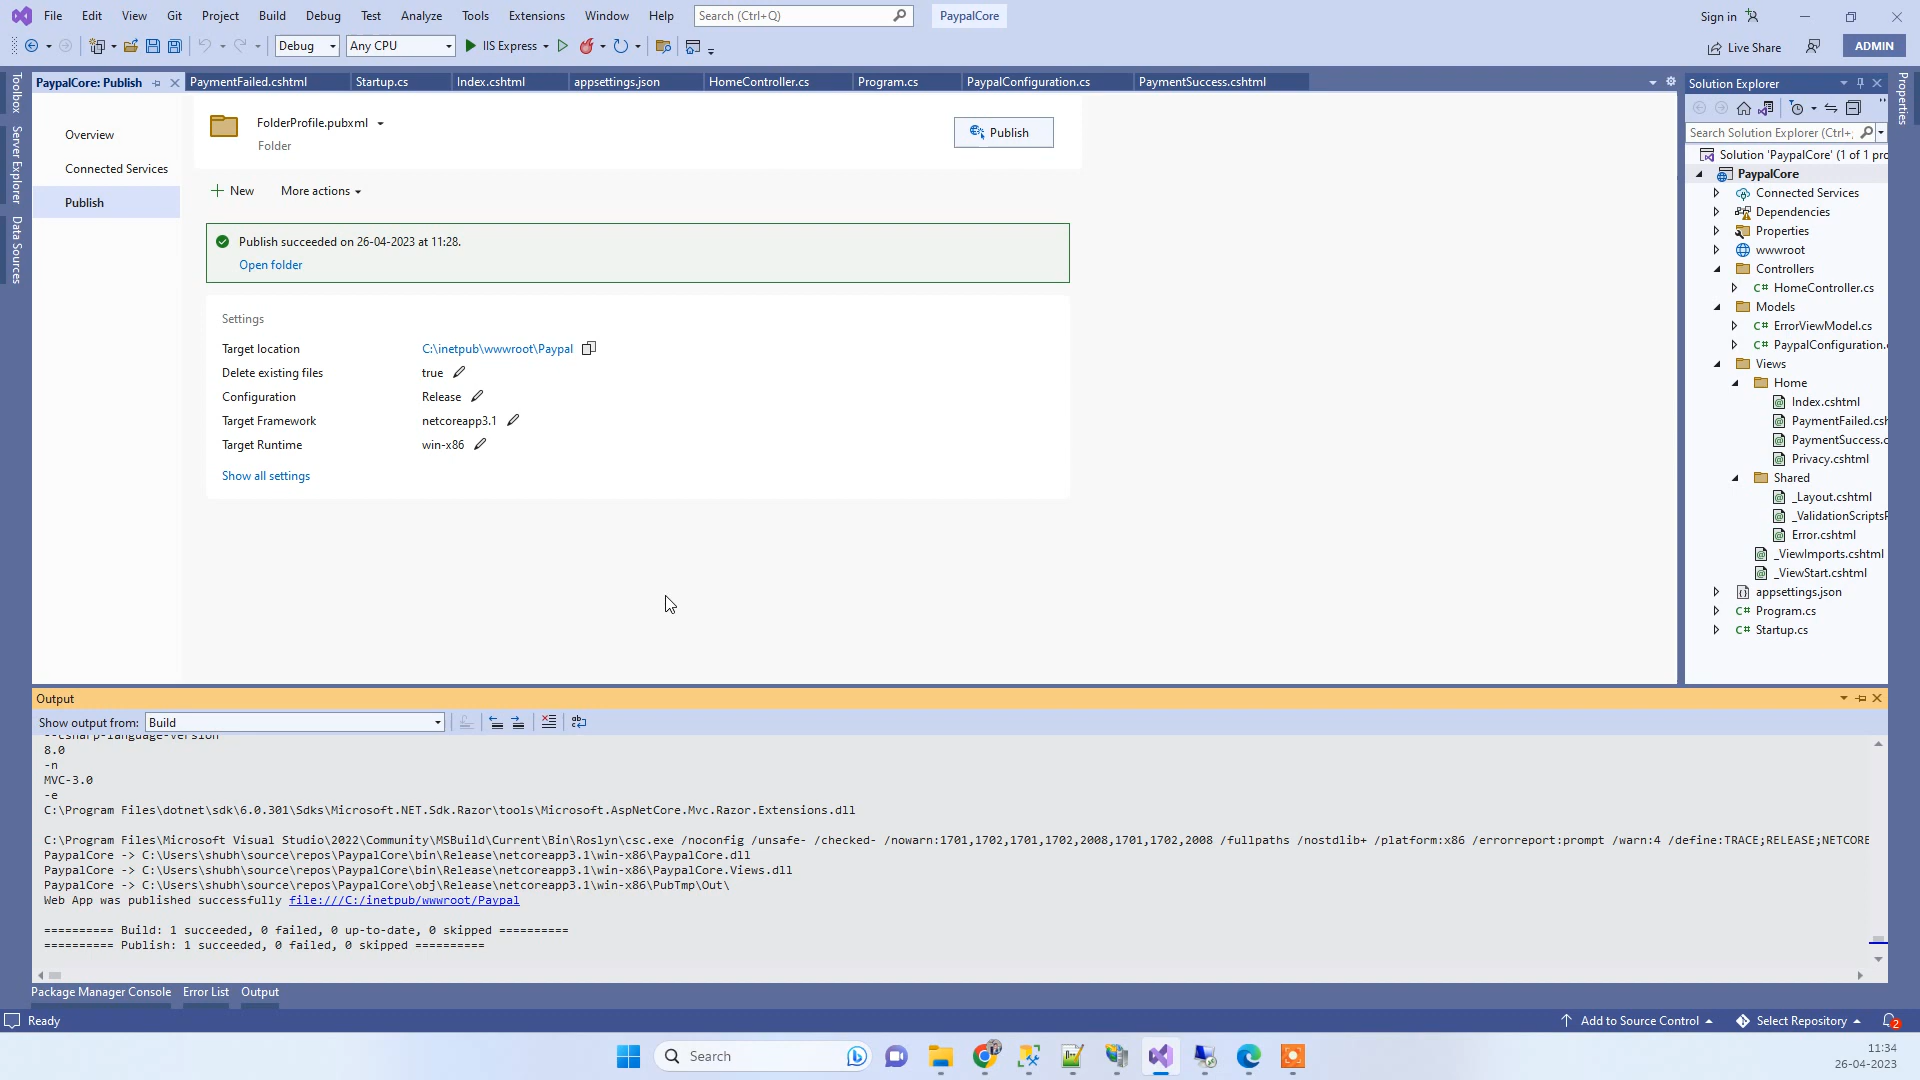 File Edit View Git Project Build Debug Test Analyze Tools Extensions Window Help Search (Ctrl+Q) PaypalCore Sign in
Debug Any CPU IIS Express Live Share ADMIN
PaypalCore: Publish PaymentFailed.cshtml Startup.cs Index.cshtml appsettings.json HomeController.cs Program.cs PaypalConfiguration.cs PaymentSuccess.cshtml
Toolbox
Server Explorer
Data Sources
Overview
Connected Services
Publish
FolderProfile.pubxml
Folder
Publish
New More actions
Publish succeeded on 26-04-2023 at 11:28.
Open folder
Settings
Target location C:\inetpub\wwwroot\Paypal
Delete existing files true
Configuration Release
Target Framework netcoreapp3.1
Target Runtime win-x86
Show all settings
Solution Explorer
Search Solution Explorer (Ctrl+;
Solution 'PaypalCore' (1 of 1 pro
PaypalCore
Connected Services
Dependencies
Properties
wwwroot
Controllers
C# HomeController.cs
Models
C# ErrorViewModel.cs
C# PaypalConfiguration.c
Views
Home
Index.cshtml
PaymentFailed.csh
PaymentSuccess.c
Privacy.cshtml
Shared
_Layout.cshtml
_ValidationScriptsP
Error.cshtml
_ViewImports.cshtml
_ViewStart.cshtml
appsettings.json
C# Program.cs
C# Startup.cs
Properties
Output
Show output from: Build
--csharp-language-version
8.0
-n
MVC-3.0
-e
C:\Program Files\dotnet\sdk\6.0.301\Sdks\Microsoft.NET.Sdk.Razor\tools\Microsoft.AspNetCore.Mvc.Razor.Extensions.dll
C:\Program Files\Microsoft Visual Studio\2022\Community\MSBuild\Current\Bin\Roslyn\csc.exe /noconfig /unsafe- /checked- /nowarn:1701,1702,1701,1702,2008,1701,1702,2008 /fullpaths /nostdlib+ /platform:x86 /errorreport:prompt /warn:4 /define:TRACE;RELEASE;NETCORE
PaypalCore -> C:\Users\shubh\source\repos\PaypalCore\bin\Release\netcoreapp3.1\win-x86\PaypalCore.dll
PaypalCore -> C:\Users\shubh\source\repos\PaypalCore\bin\Release\netcoreapp3.1\win-x86\PaypalCore.Views.dll
PaypalCore -> C:\Users\shubh\source\repos\PaypalCore\obj\Release\netcoreapp3.1\win-x86\PubTmp\Out\
Web App was published successfully file:///C:/inetpub/wwwroot/Paypal
========== Build: 1 succeeded, 0 failed, 0 up-to-date, 0 skipped ==========
========== Publish: 1 succeeded, 0 failed, 0 skipped ==========
Package Manager Console Error List Output
Ready Add to Source Control Select Repository 2
Search
11:34
26-04-2023